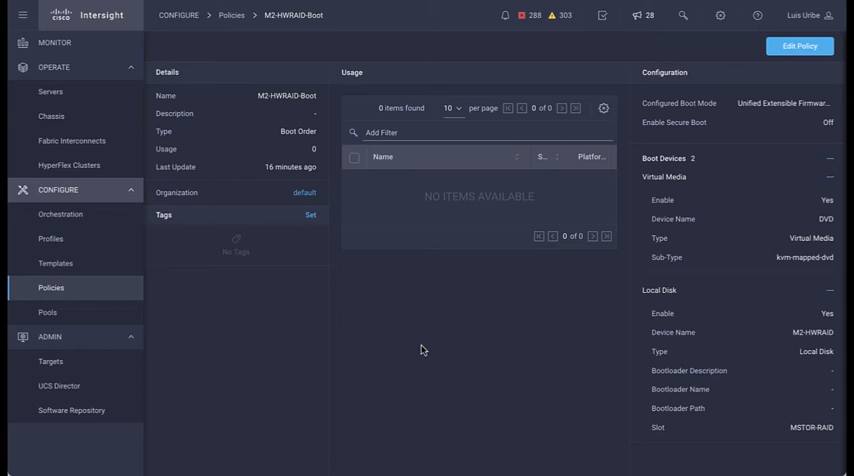 CISCO
Intersight
CONFIGURE > Policies > M2-HWRAID-Boot
288
303
28
Luis Uribe
MONITOR
OPERATE
Servers
Chassis
Fabric Interconnects
HyperFlex Clusters
CONFIGURE
Orchestration
Profiles
Templates
Policies
Pools
ADMIN
Targets
UCS Director
Software Repository
Edit Policy
Details
Name M2-HWRAID-Boot
Description -
Type Boot Order
Usage 0
Last Update 16 minutes ago
Organization default
Tags Set
No Tags
Usage
0 items found 10 per page 0 of 0
Add Filter
Name S... Platfor...
NO ITEMS AVAILABLE
0 of 0
Configuration
Configured Boot Mode Unified Extensible Firmwar...
Enable Secure Boot Off
Boot Devices 2
Virtual Media
Enable Yes
Device Name DVD
Type Virtual Media
Sub-Type kvm-mapped-dvd
Local Disk
Enable Yes
Device Name M2-HWRAID
Type Local Disk
Bootloader Description -
Bootloader Name -
Bootloader Path -
Slot MSTOR-RAID